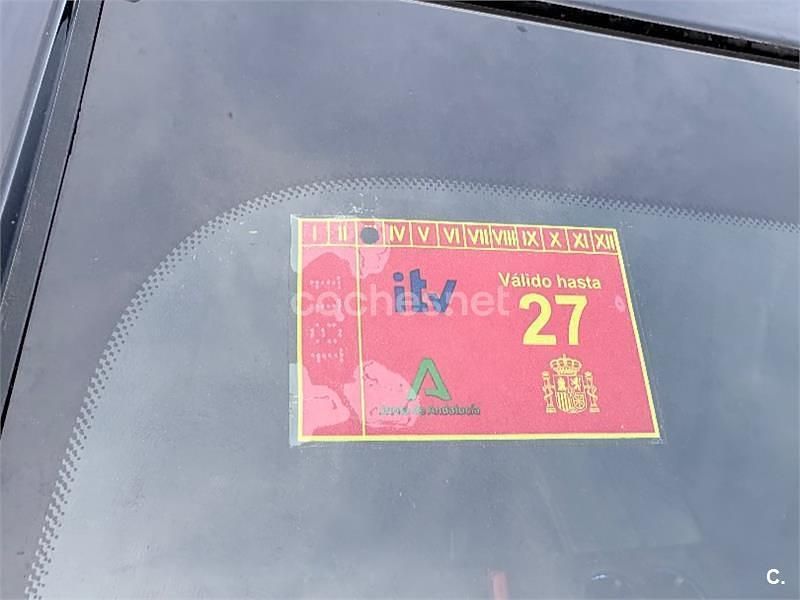 I II IV V VI VII VIII IX X XI XII
itv
Válido hasta
27
coches.net
Junta de Andalucía
A
C.